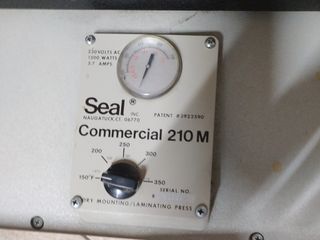 230 VOLTS AC
1300 WATTS
5.7 AMPS
Seal INC.
NAUGATUCK, CT. 06770
PATENT #2823590
Commercial 210 M
250
200
300
150°F
350
SERIAL NO.
DRY MOUNTING/LAMINATING PRESS